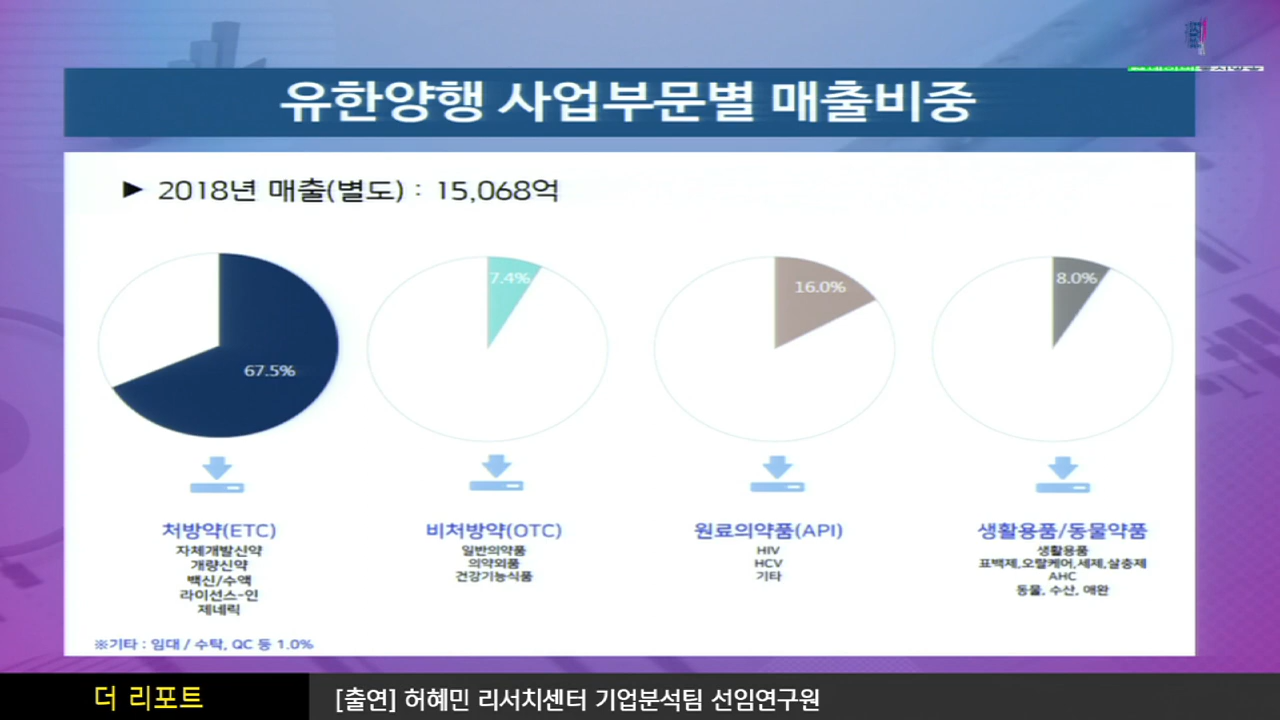 유한양행 사업부문별 매출비중
▶ 2018년 매출(별도) : 15,068억
67.5%
7.4%
16.0%
8.0%
처방약(ETC)
자체개발신약
개량신약
백신/수액
라이선스-인
제네릭
비처방약(OTC)
일반의약품
의약외품
건강기능식품
원료의약품(API)
HIV
HCV
기타
생활용품/동물약품
생활용품
표백제,오랄케어,세제,살충제
AHC
동물, 수산, 애완
※기타 : 임대 / 수탁, QC 등 1.0%
더 리포트
[출연] 허혜민 리서치센터 기업분석팀 선임연구원